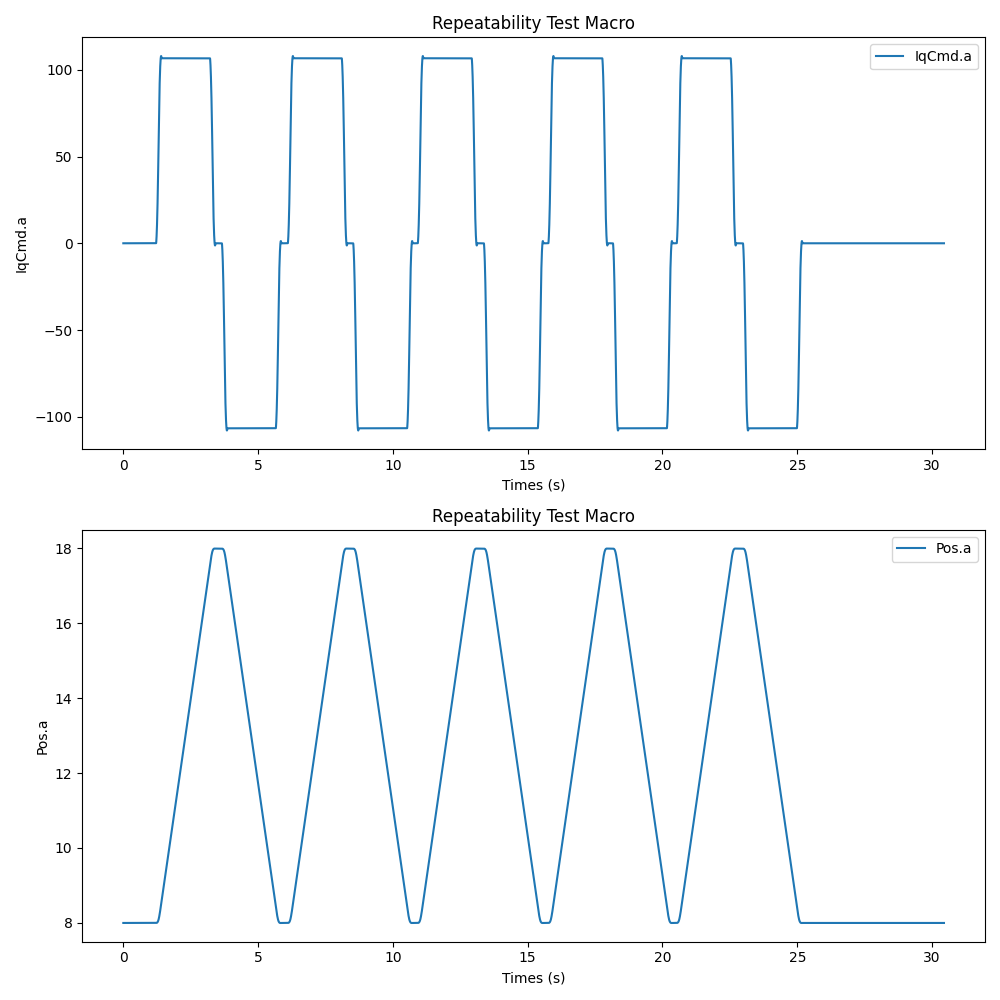 Repeatability Test Macro
IqCmd.a
100
50
0
−50
−100
IqCmd.a
0 5 10 15 20 25 30
Times (s)
Repeatability Test Macro
Pos.a
18
16
14
12
10
8
Pos.a
0 5 10 15 20 25 30
Times (s)